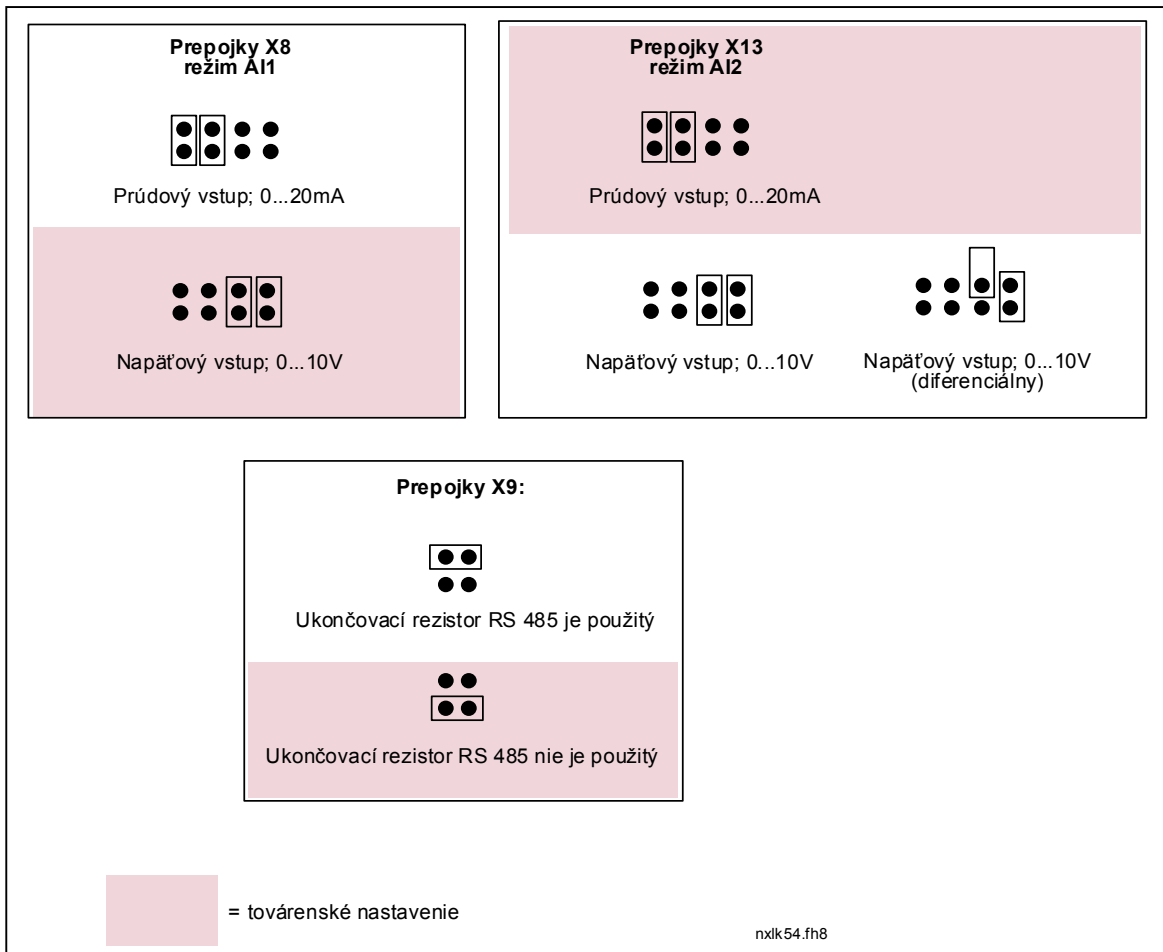 Prepojky X8
režim AI1
Prúdový vstup; 0...20mA
Napäťový vstup; 0...10V
Prepojky X13
režim AI2
Prúdový vstup; 0...20mA
Napäťový vstup; 0...10V
Napäťový vstup; 0...10V
(diferenciálny)
Prepojky X9:
Ukončovací rezistor RS 485 je použitý
Ukončovací rezistor RS 485 nie je použitý
= továrenské nastavenie
nxlk54.fh8